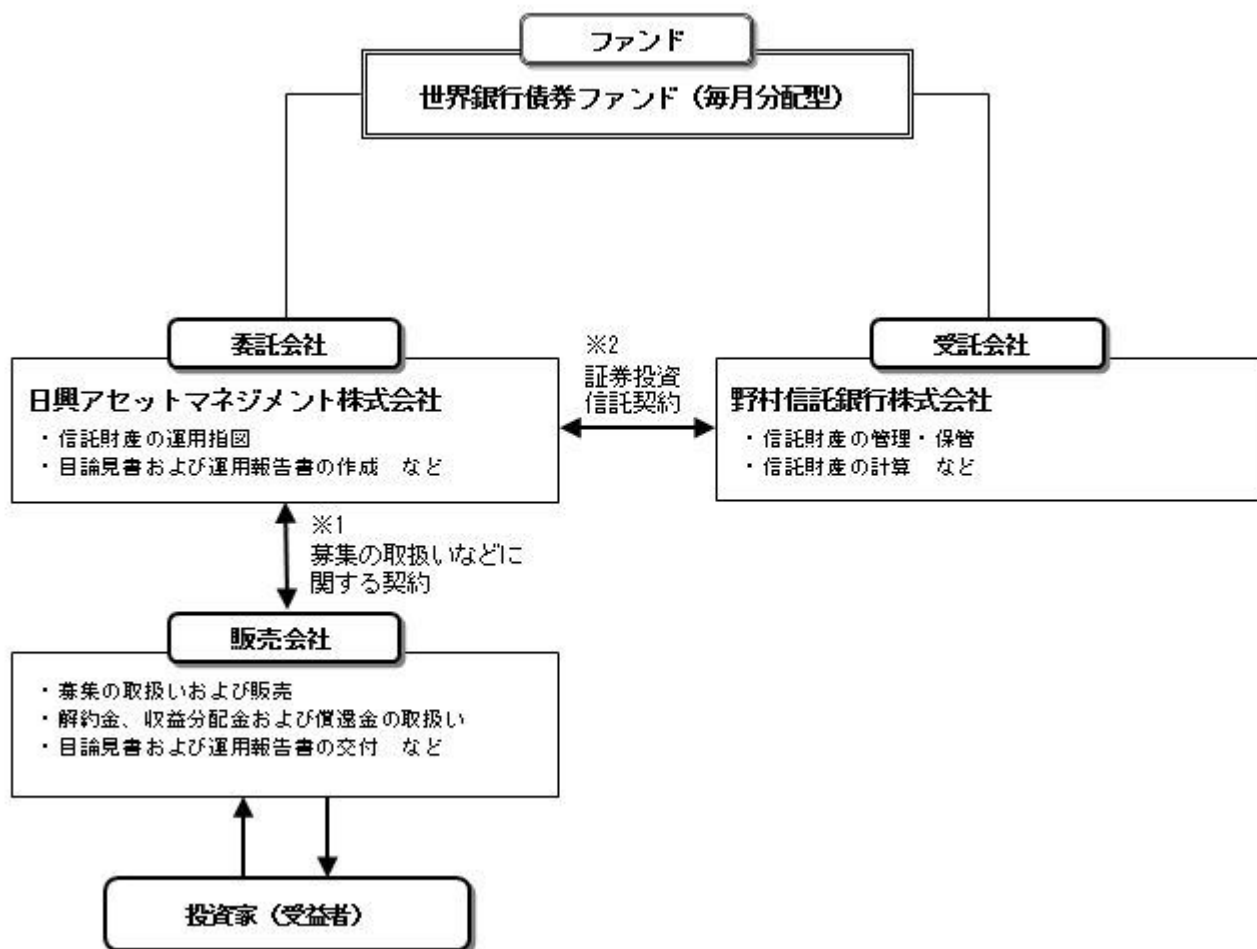 ファンド
世界銀行債券ファンド（毎月分配型）
委託会社
日興アセットマネジメント株式会社
・信託財産の運用指図
・目論見書および運用報告書の作成　など
※2
証券投資
信託契約
受託会社
野村信託銀行株式会社
・信託財産の管理・保管
・信託財産の計算　など
※1
募集の取扱いなどに
関する契約
販売会社
・募集の取扱いおよび販売
・解約金、収益分配金および償還金の取扱い
・目論見書および運用報告書の交付　など
投資家（受益者）